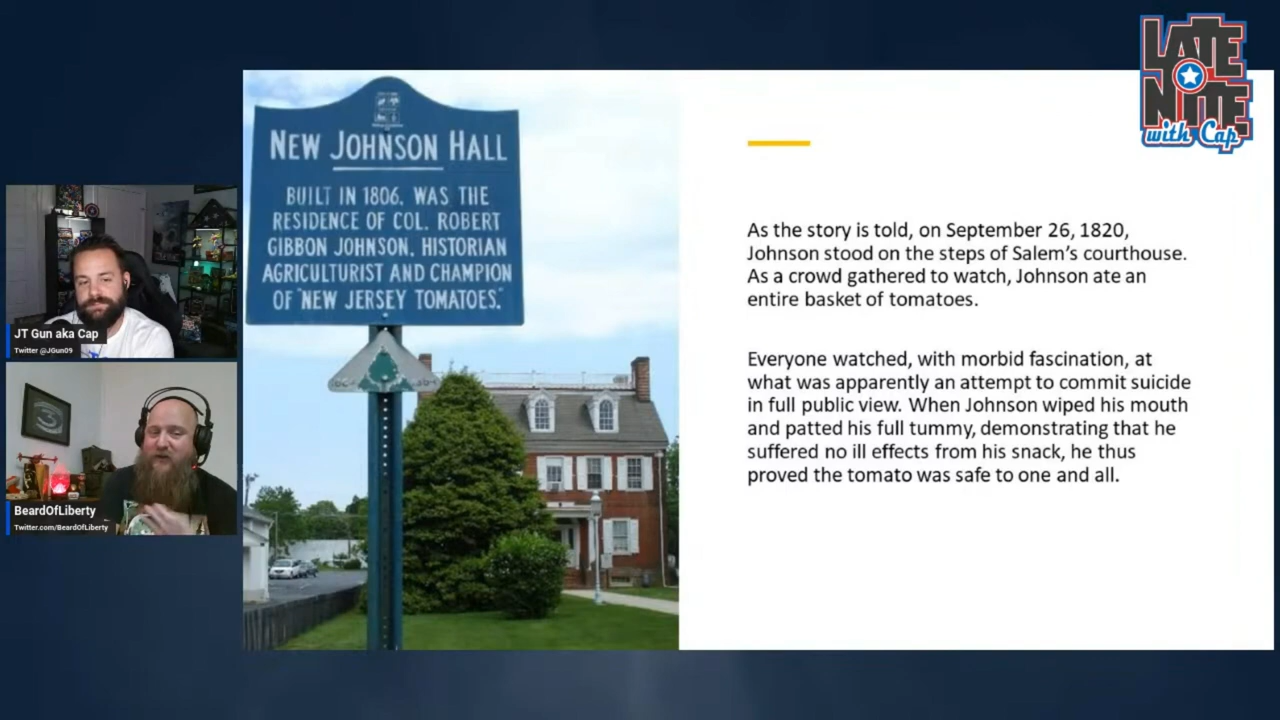 LATE
NITE
with Cap
NEW JOHNSON HALL
BUILT IN 1806, WAS THE
RESIDENCE OF COL. ROBERT
GIBBON JOHNSON, HISTORIAN
AGRICULTURIST AND CHAMPION
OF "NEW JERSEY TOMATOES."
As the story is told, on September 26, 1820,
Johnson stood on the steps of Salem's courthouse.
As a crowd gathered to watch, Johnson ate an
entire basket of tomatoes.
Everyone watched, with morbid fascination, at
what was apparently an attempt to commit suicide
in full public view. When Johnson wiped his mouth
and patted his full tummy, demonstrating that he
suffered no ill effects from his snack, he thus
proved the tomato was safe to one and all.
JT Gun aka Cap
Twitter @JGun09
3
BeardOfLiberty
Twitter.com/BeardOfLiberty